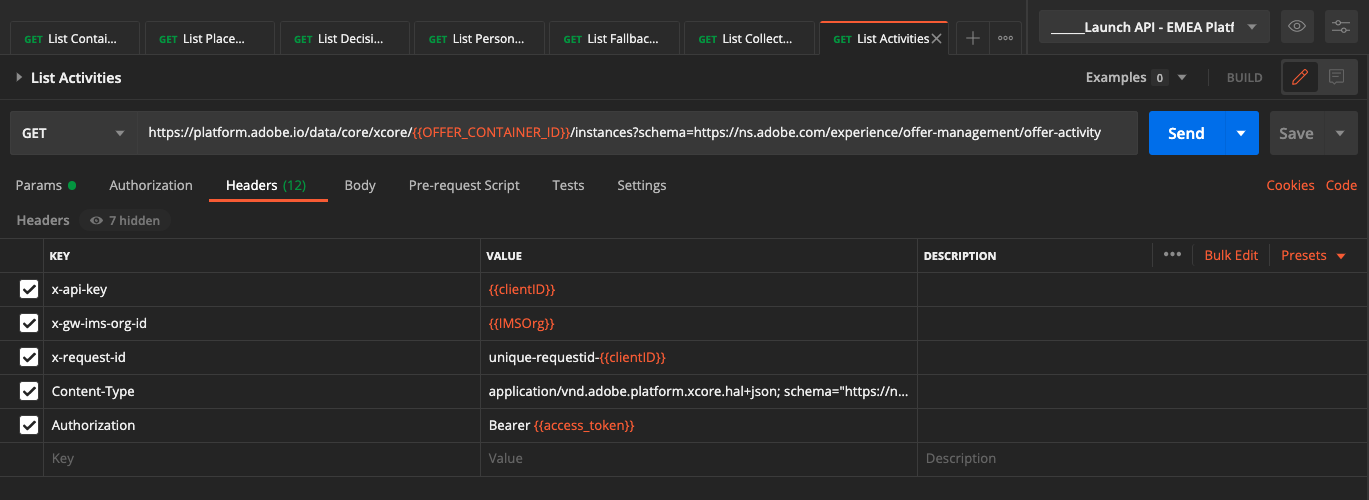 GET List Contai...
GET List Place...
GET List Decisi...
GET List Person...
GET List Fallbac...
GET List Collect...
GET List Activities
_____Launch API - EMEA Platf
List Activities
Examples 0
BUILD
GET
https://platform.adobe.io/data/core/xcore/{{OFFER_CONTAINER_ID}}/instances?schema=https://ns.adobe.com/experience/offer-management/offer-activity
Send
Save
Params
Authorization
Headers (12)
Body
Pre-request Script
Tests
Settings
Cookies
Code
Headers
7 hidden
KEY VALUE DESCRIPTION
Bulk Edit
Presets
x-api-key {{clientID}}
x-gw-ims-org-id {{IMSOrg}}
x-request-id unique-requestid-{{clientID}}
Content-Type application/vnd.adobe.platform.xcore.hal+json; schema="https://n...
Authorization Bearer {{access_token}}
Key Value Description